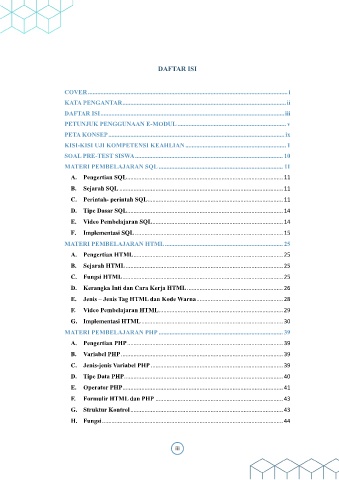 DAFTAR ISI
COVER i
KATA PENGANTAR ii
DAFTAR ISI iii
PETUNJUK PENGGUNAAN E-MODUL v
PETA KONSEP ix
KISI-KISI UJI KOMPETENSI KEAHLIAN 1
SOAL PRE-TEST SISWA 10
MATERI PEMBELAJARAN SQL 11
A. Pengertian SQL 11
B. Sejarah SQL 11
C. Perintah- perintah SQL 11
D. Tipe Dasar SQL 14
E. Video Pembelajaran SQL 14
F. Implementasi SQL 15
MATERI PEMBELAJARAN HTML 25
A. Pengertian HTML 25
B. Sejarah HTML 25
C. Fungsi HTML 25
D. Kerangka Inti dan Cara Kerja HTML 26
E. Jenis – Jenis Tag HTML dan Kode Warna 28
F. Video Pembelajaran HTML 29
G. Implementasi HTML 30
MATERI PEMBELAJARAN PHP 39
A. Pengertian PHP 39
B. Variabel PHP 39
C. Jenis-jenis Variabel PHP 39
D. Tipe Data PHP 40
E. Operator PHP 41
F. Formulir HTML dan PHP 43
G. Struktur Kontrol 43
H. Fungsi 44
iii